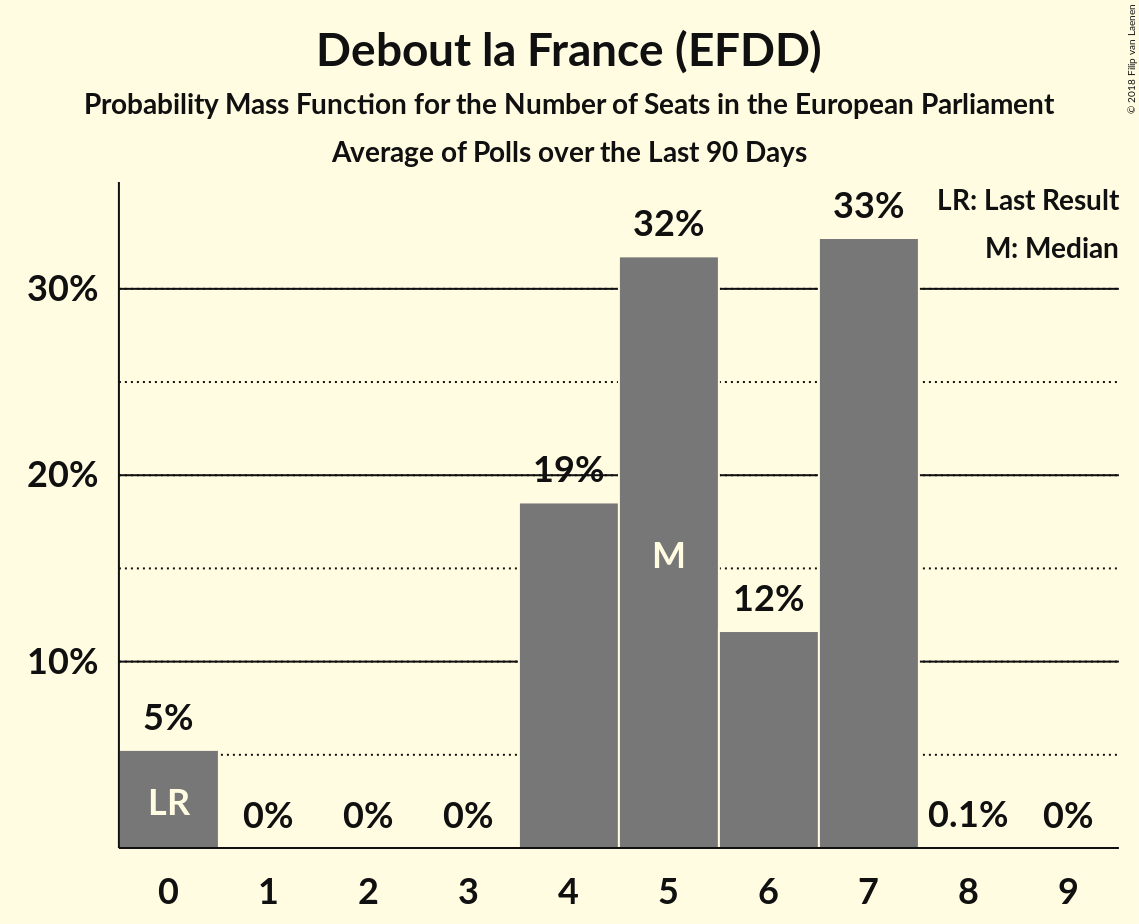 Debout la France (EFDD)
Probability Mass Function for the Number of Seats in the European Parliament
Average of Polls over the Last 90 Days
© 2018 Filip van Laenen
LR: Last Result
M: Median
30%
20%
10%
5%
0%
0%
0%
19%
32%
12%
33%
0.1%
0%
LR
M
0 1 2 3 4 5 6 7 8 9